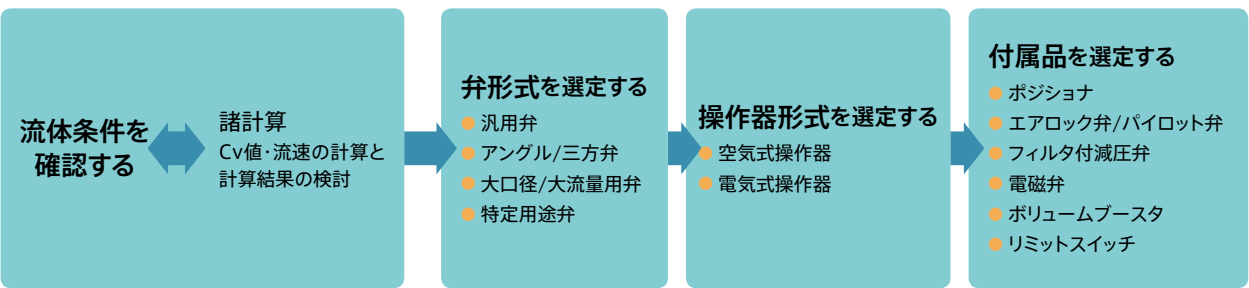 流体条件を
確認する
諸計算
Cv値･流速の計算と
計算結果の検討
弁形式を選定する
汎用弁
アングル/三方弁
大口径/大流量用弁
特定用途弁
操作器形式を選定する
空気式操作器
電気式操作器
付属品を選定する
ポジショナ
エアロック弁/パイロット弁
フィルタ付減圧弁
電磁弁
ボリュームブースタ
リミットスイッチ